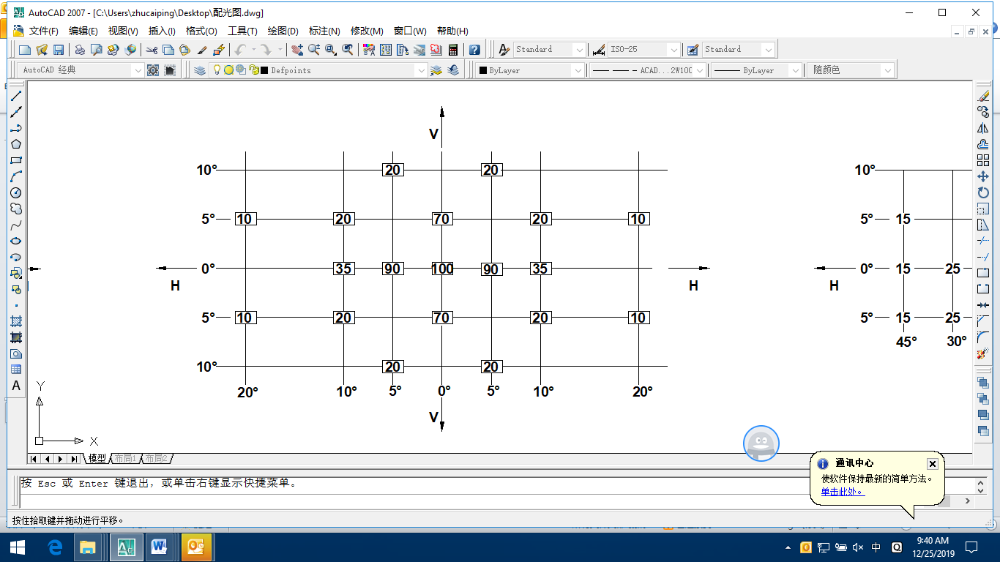 AutoCAD 2007 - [C:\Users\zhucaiping\Desktop\配光图.dwg]
文件(F) 编辑(E) 视图(V) 插入(I) 格式(O) 工具(T) 绘图(D) 标注(N) 修改(M) 窗口(W) 帮助(H)
Standard ISO-25 Standard
AutoCAD 经典 Defpoints ByLayer ACAD...2W100 ByLayer 随颜色
V
10° 20 20 10°
5° 10 20 70 20 10 5° 15
0° 35 90 100 90 35 0° 15 25
H H H
5° 10 20 70 20 10 5° 15 25
45° 30°
10° 20 20
20° 10° 5° 0° 5° 10° 20°
V
Y
X
A
模型 布局1 布局2
通讯中心
使软件保持最新的简单方法。
单击此处。
按 Esc 或 Enter 键退出，或单击右键显示快捷菜单。
按住拾取键并拖动进行平移。
中 9:40 AM
12/25/2019